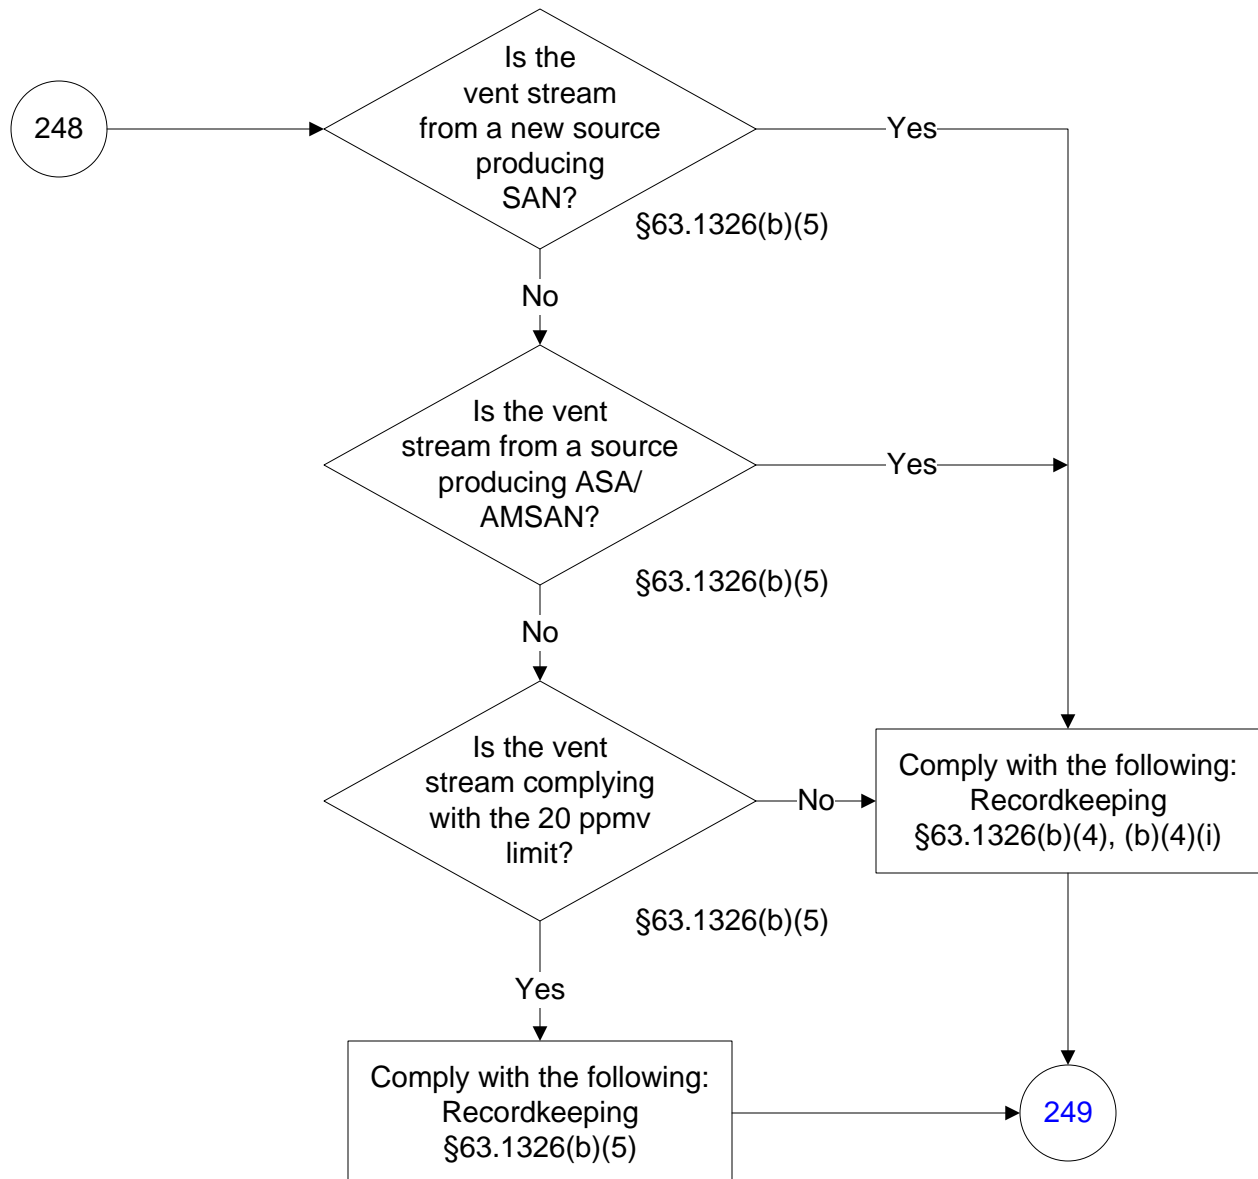 248
Is the
vent stream
from a new source
producing
SAN?
Yes
§63.1326(b)(5)
No
Is the vent
stream from a source
producing ASA/
AMSAN?
Yes
§63.1326(b)(5)
No
Is the vent
stream complying
with the 20 ppmv
limit?
No
Comply with the following:
Recordkeeping
§63.1326(b)(4), (b)(4)(i)
§63.1326(b)(5)
Yes
Comply with the following:
Recordkeeping
§63.1326(b)(5)
249